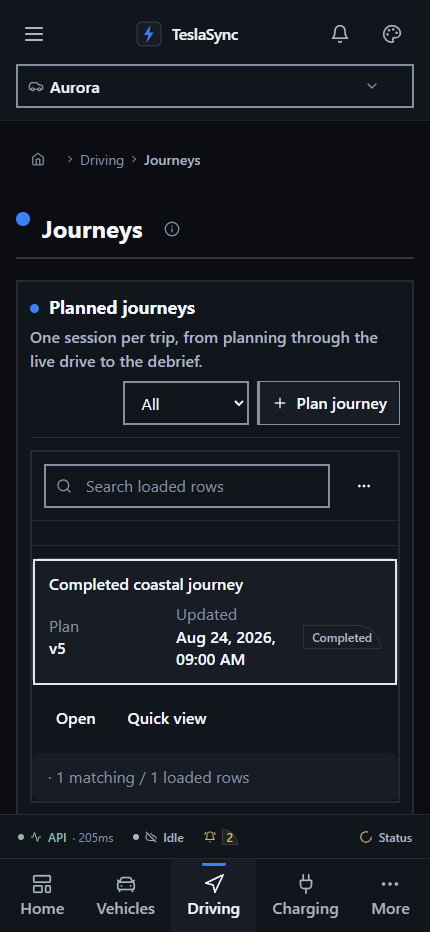 TeslaSync
Aurora
Driving
Journeys
Journeys
Planned journeys
One session per trip, from planning through the
live drive to the debrief.
All
Plan journey
Search loaded rows
Completed coastal journey
Plan
v5
Updated
Aug 24, 2026,
09:00 AM
Completed
Open
Quick view
· 1 matching / 1 loaded rows
API · 205ms
Idle
2
Status
Home
Vehicles
Driving
Charging
More